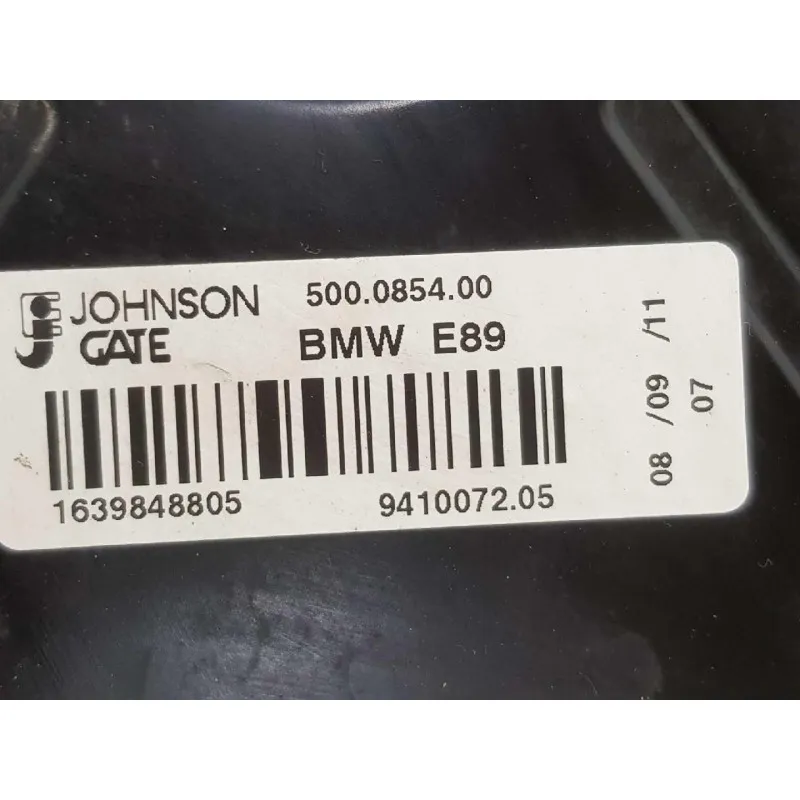 JOHNSON
GATE
500.0854.00
BMW E89
1639848805
9410072.05
08 /09 /11
07